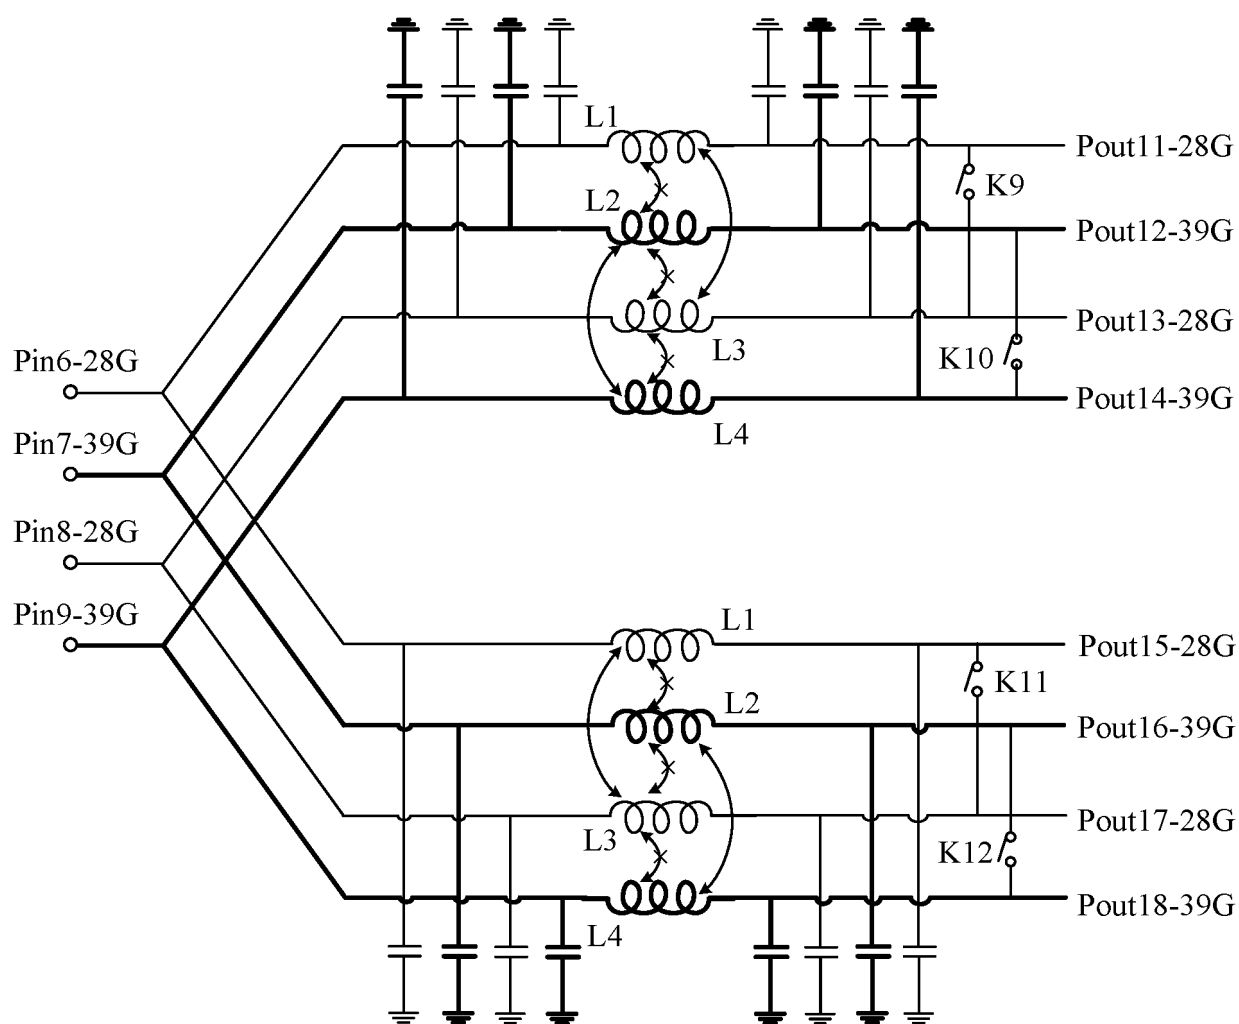 L1
Pout11-28G
K9
L2
Pout12-39G
Pout13-28G
L3
K10
Pin6-28G
Pout14-39G
L4
Pin7-39G
Pin8-28G
Pin9-39G
L1
Pout15-28G
K11
L2
Pout16-39G
Pout17-28G
L3
K12
Pout18-39G
L4